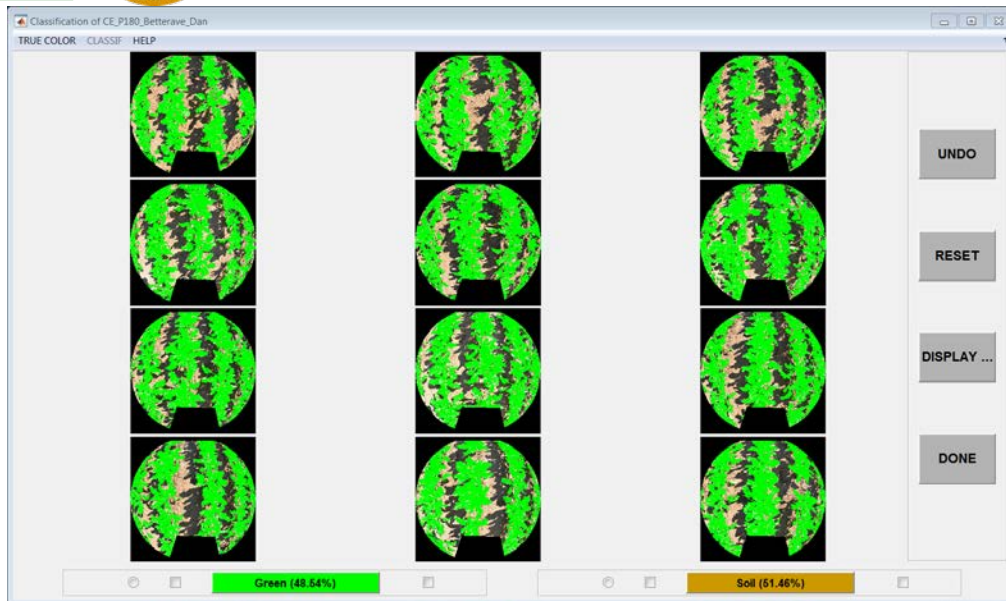 Classification of CE_P180_Betterave_Dan
TRUE COLOR CLASSIF HELP
UNDO
RESET
DISPLAY ...
DONE
Green (48.54%)
Soil (51.46%)